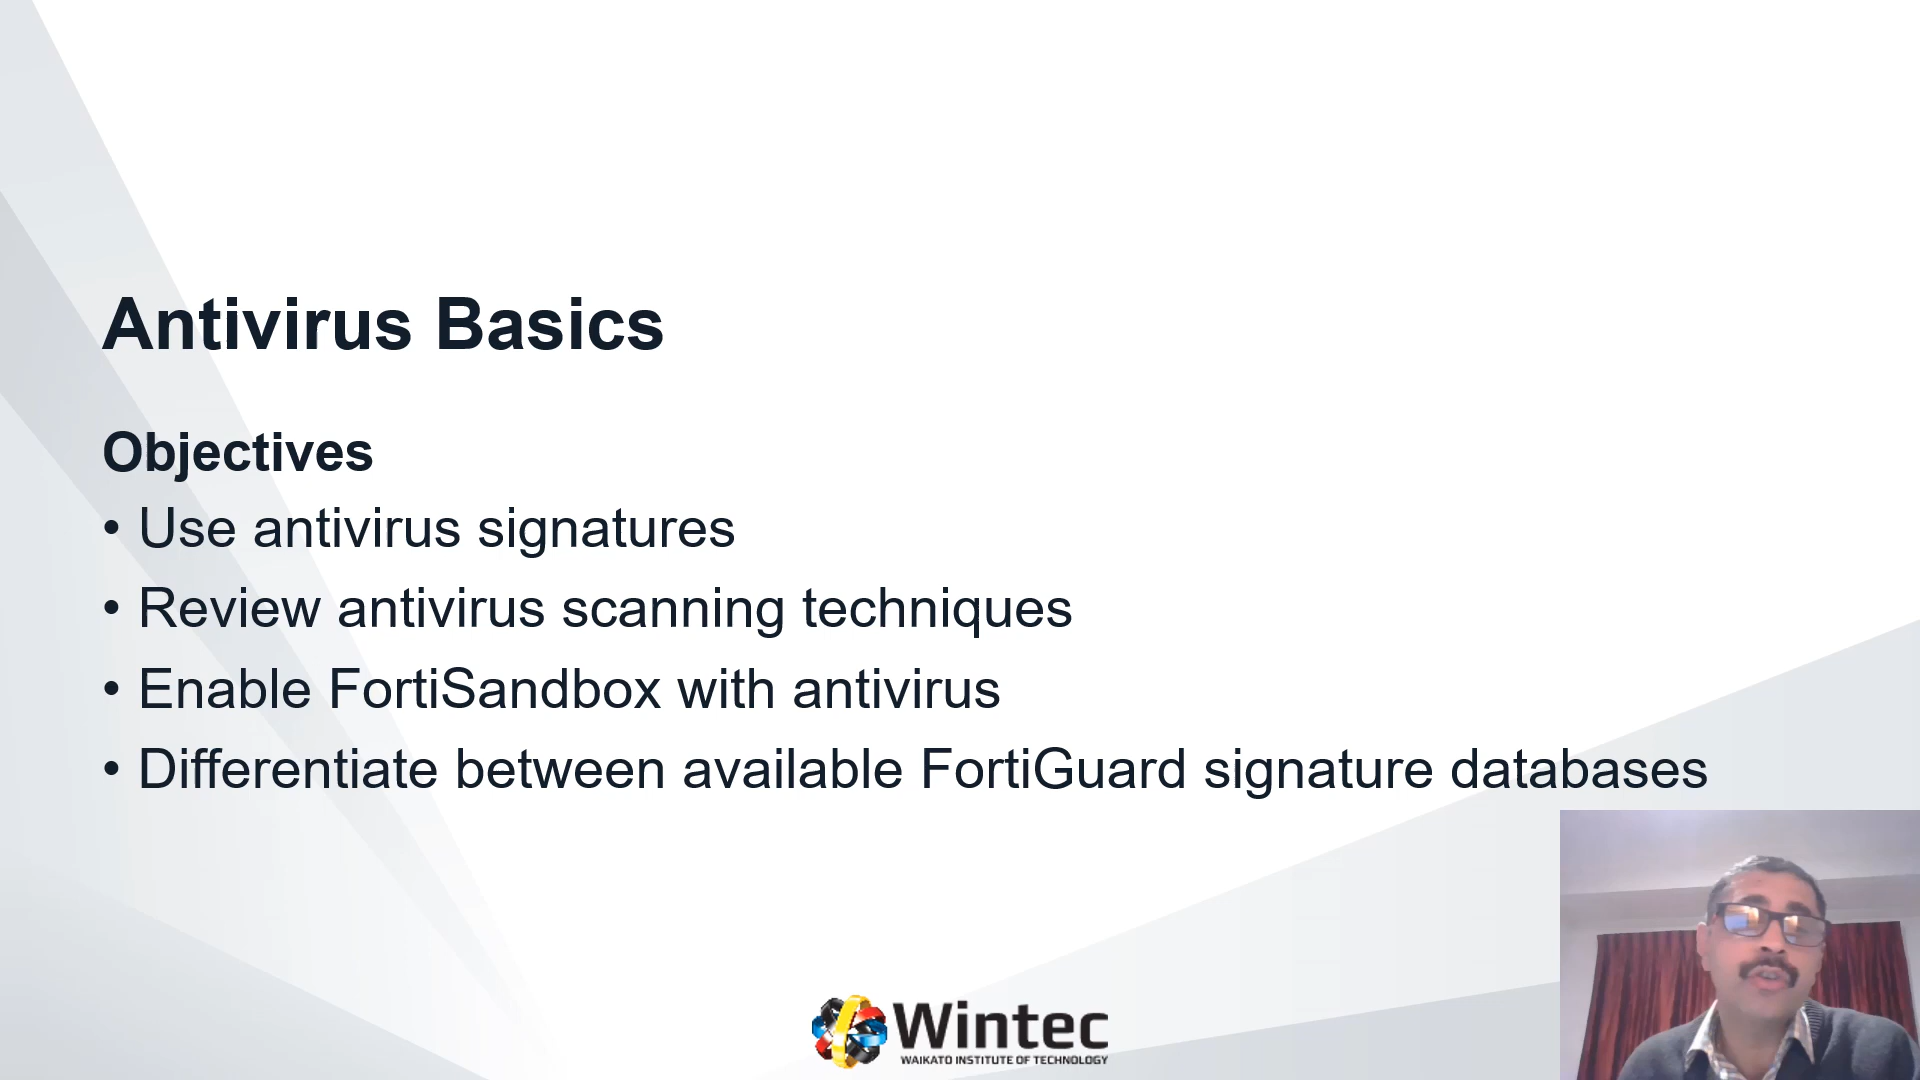 Antivirus Basics
Objectives
• Use antivirus signatures
• Review antivirus scanning techniques
• Enable FortiSandbox with antivirus
• Differentiate between available FortiGuard signature databases
Wintec
WAIKATO INSTITUTE OF TECHNOLOGY